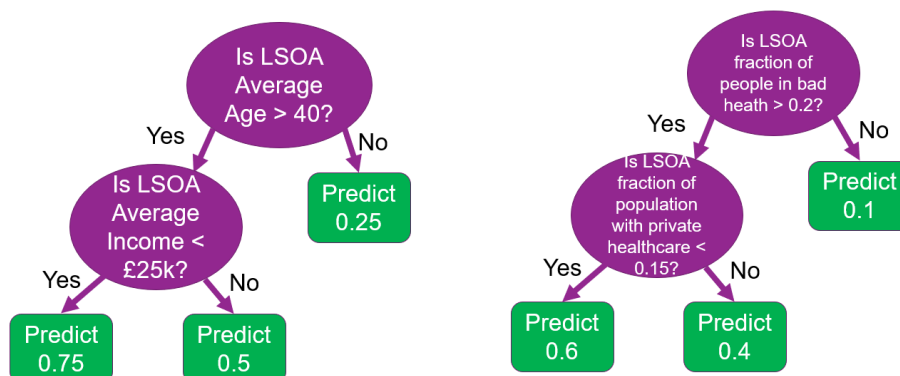 Is LSOA
Average
Age > 40?
Yes
No
Is LSOA
Average
Income <
£25k?
Predict
0.25
Yes
No
Predict
0.75
Predict
0.5
Is LSOA
fraction of
people in bad
heath > 0.2?
Yes
No
Is LSOA
fraction of
population
with private
healthcare <
0.15?
Predict
0.1
Yes
No
Predict
0.6
Predict
0.4